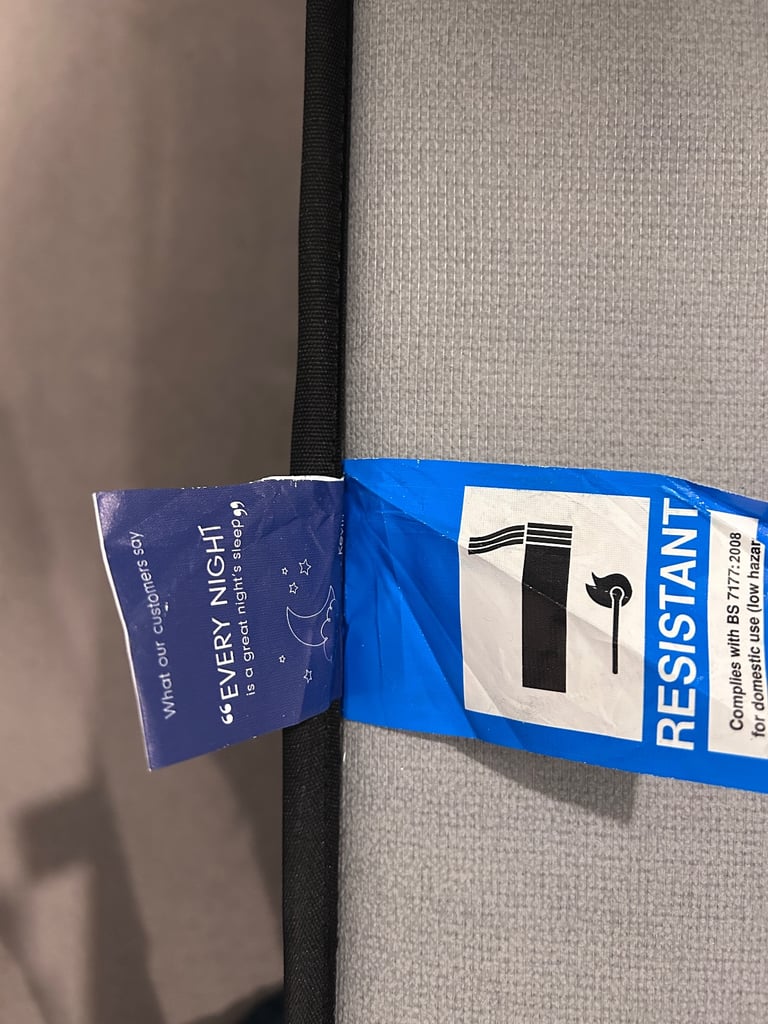 What our customers say
“EVERY NIGHT
is a great night's sleep”
RESISTANT
Complies with BS 7177: 2008
for domestic use (low hazar